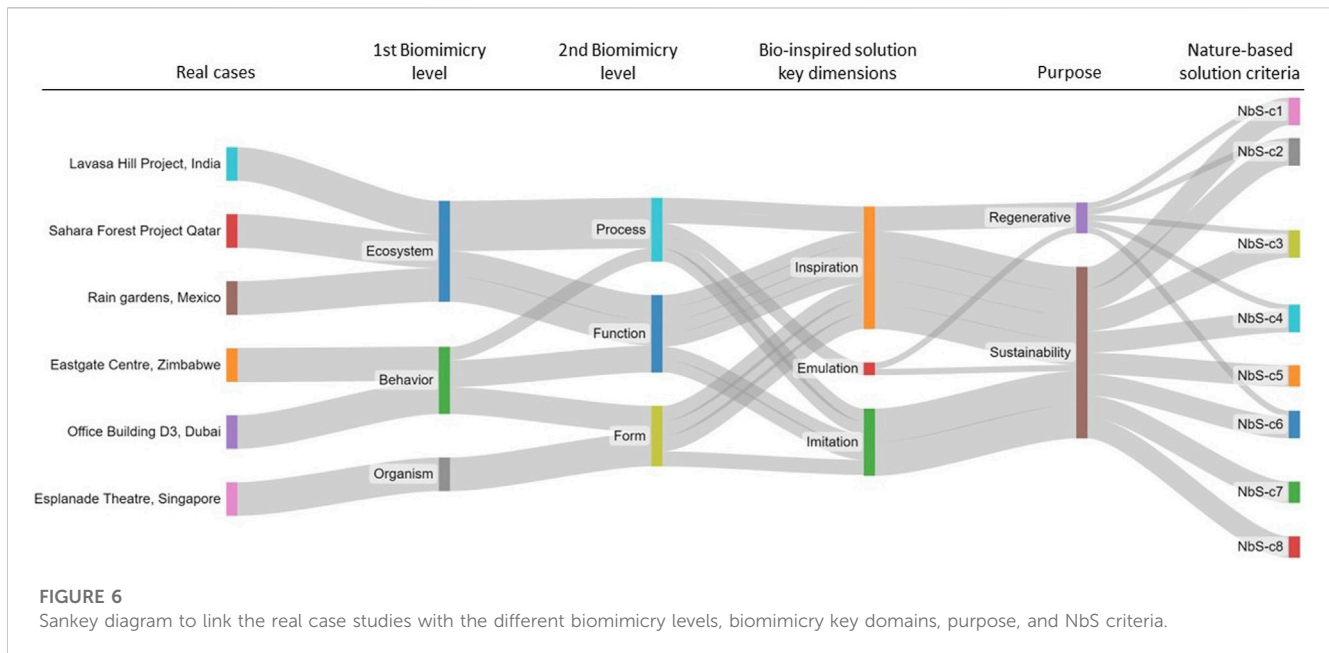 Real cases
1st Biomimicry
level
2nd Biomimicry
level
Bio-inspired solution
key dimensions
Purpose
Nature-based
solution criteria
Lavasa Hill Project, India
Sahara Forest Project Qatar
Rain gardens, Mexico
Eastgate Centre, Zimbabwe
Office Building D3, Dubai
Esplanade Theatre, Singapore
Ecosystem
Behavior
Organism
Process
Function
Form
Inspiration
Emulation
Imitation
Regenerative
Sustainability
NbS-c1
NbS-c2
NbS-c3
NbS-c4
NbS-c5
NbS-c6
NbS-c7
NbS-c8
FIGURE 6
Sankey diagram to link the real case studies with the different biomimicry levels, biomimicry key domains, purpose, and NbS criteria.